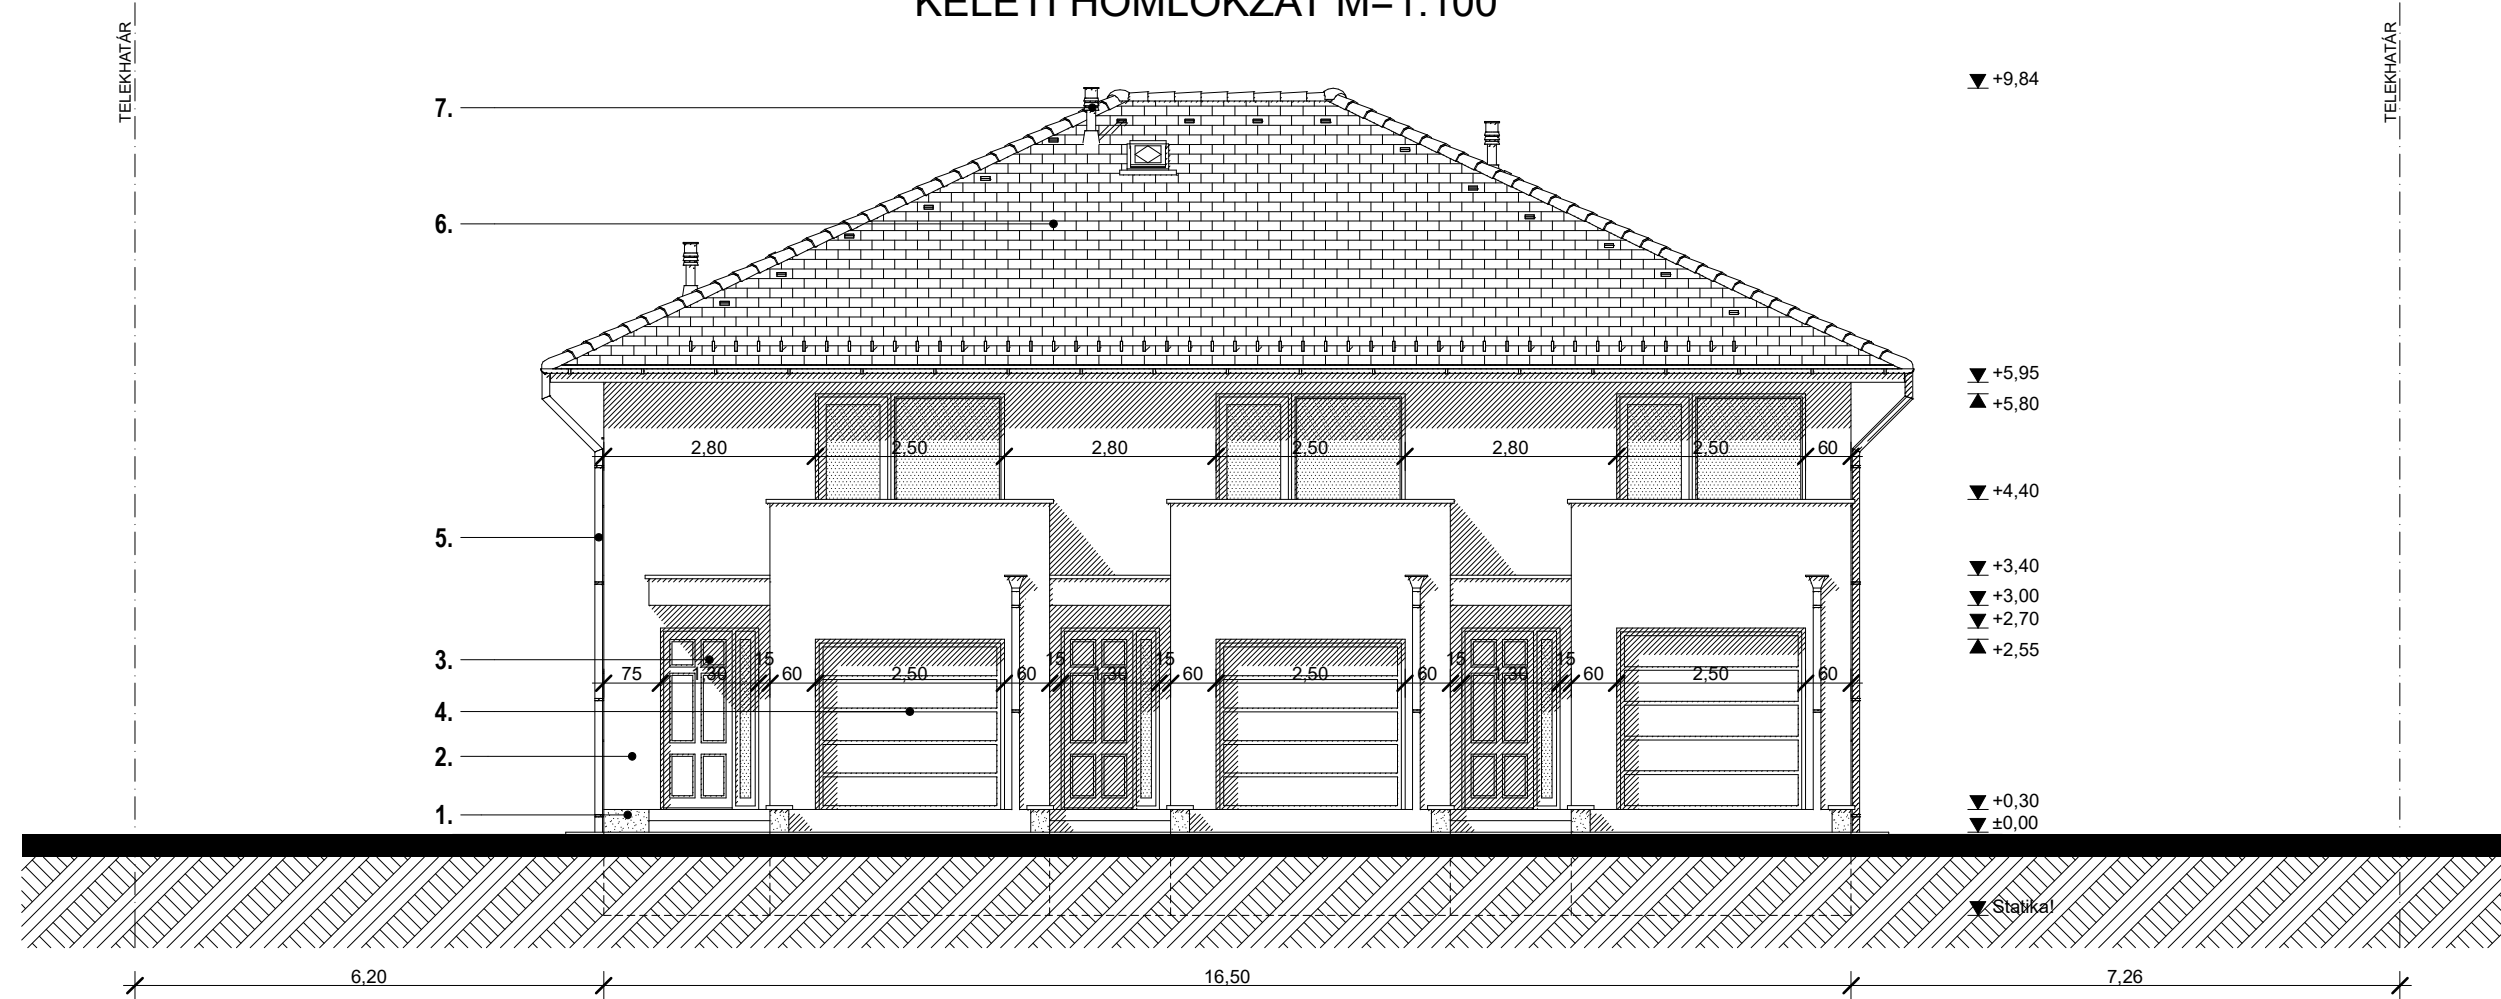 KELETI HOMLOKZAT M=1:100
TELEKHATÁR
TELEKHATÁR
+9,84
7.
6.
+5,95
+5,80
2,80 2,50 2,80 2,50 2,80 2,50 60
+4,40
5.
+3,40
+3,00
+2,70
+2,55
3.
75 1,30 15 60 2,50 60 15 1,30 15 60 2,50 60 15 1,30 15 60 2,50 60
4.
2.
1.
+0,30
±0,00
Statika!
6,20 16,50 7,26